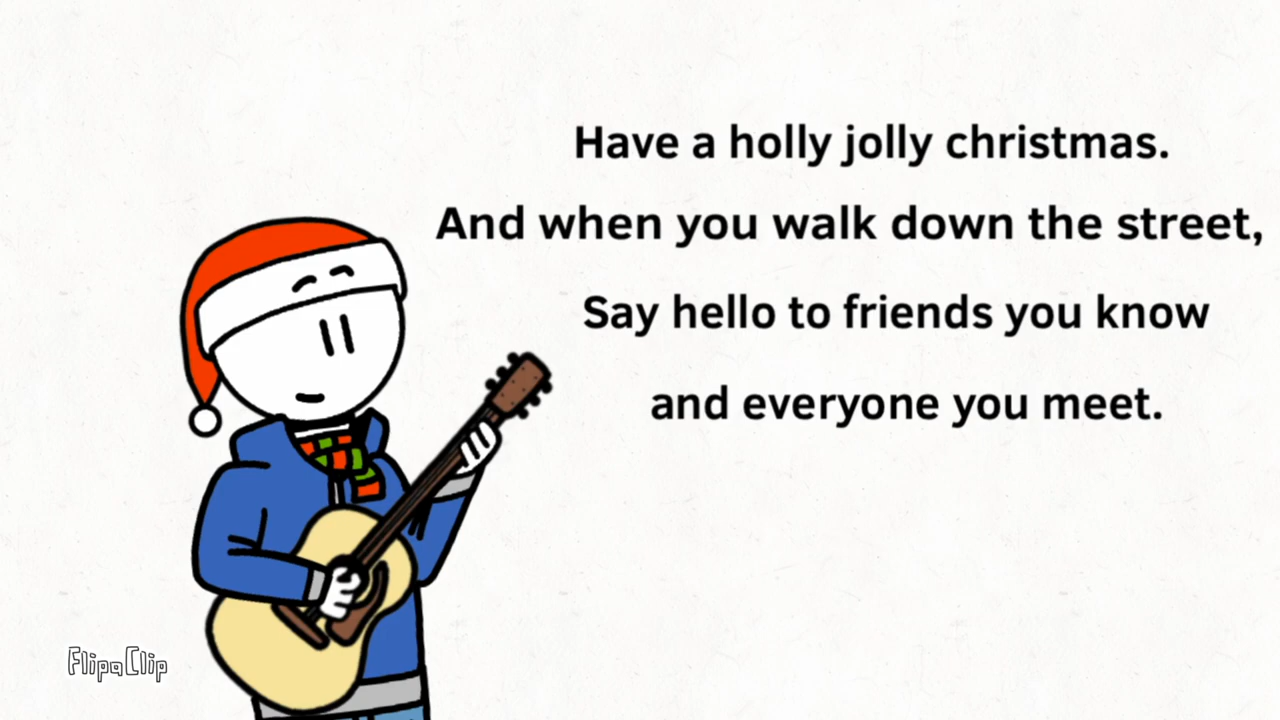 Have a holly jolly christmas.
And when you walk down the street,
Say hello to friends you know
and everyone you meet.
FlipaClip